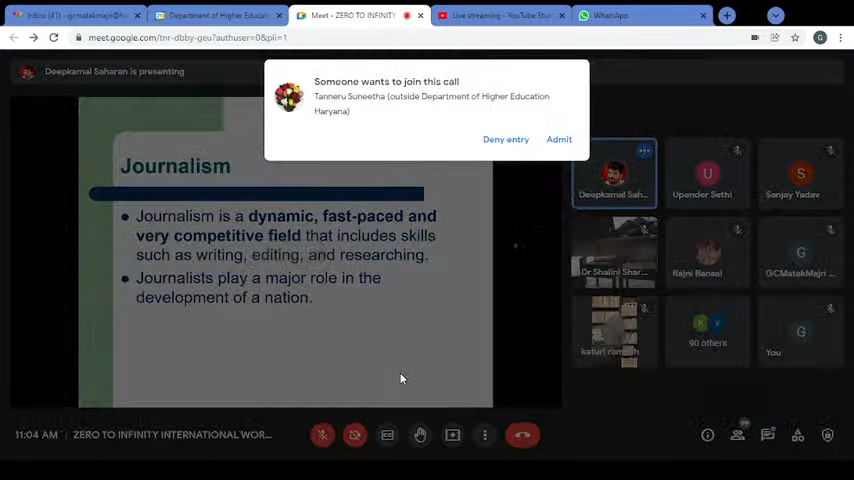 Inbox (41) - gcmatakmajri@h
Department of Higher Educatio
Meet - ZERO TO INFINITY
Live streaming - YouTube Stud
WhatsApp
meet.google.com/tnr-dbby-geu?authuser=0&pli=1
G
Deepkamal Saharan is presenting
Someone wants to join this call
Tanneru Suneetha (outside Department of Higher Education
Haryana)
Deny entry
Admit
Journalism
• Journalism is a dynamic, fast-paced and
very competitive field that includes skills
such as writing, editing, and researching.
• Journalists play a major role in the
development of a nation.
Deepkamal Sah...
U
Upender Sethi
S
Sanjay Yadav
Dr Shalini Shar...
Rajni Bansal
G
GCMatakMajri ...
katuri ramesh
K
V
90 others
G
You
11:04 AM | ZERO TO INFINITY INTERNATIONAL WOR...
99